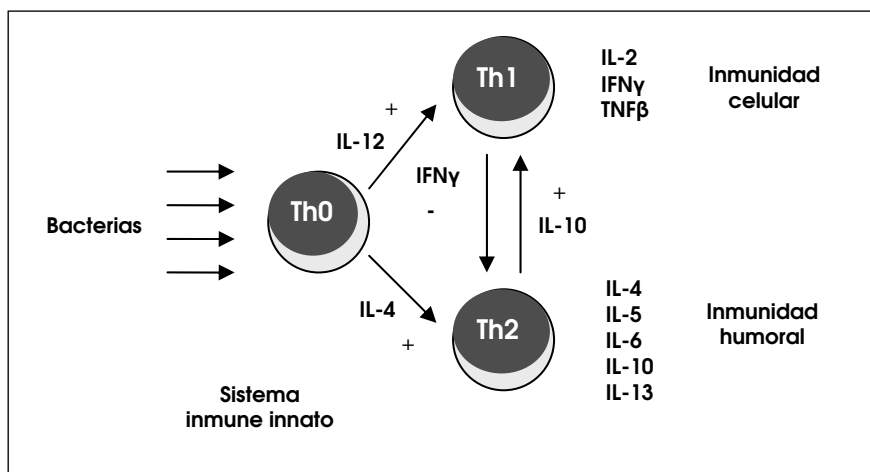 Th1
IL-2
IFNγ
TNFβ
Inmunidad
celular
+
IL-12
IFNγ
-
+
IL-10
Bacterias
Th0
IL-4
+
Th2
IL-4
IL-5
IL-6
IL-10
IL-13
Inmunidad
humoral
Sistema
inmune innato